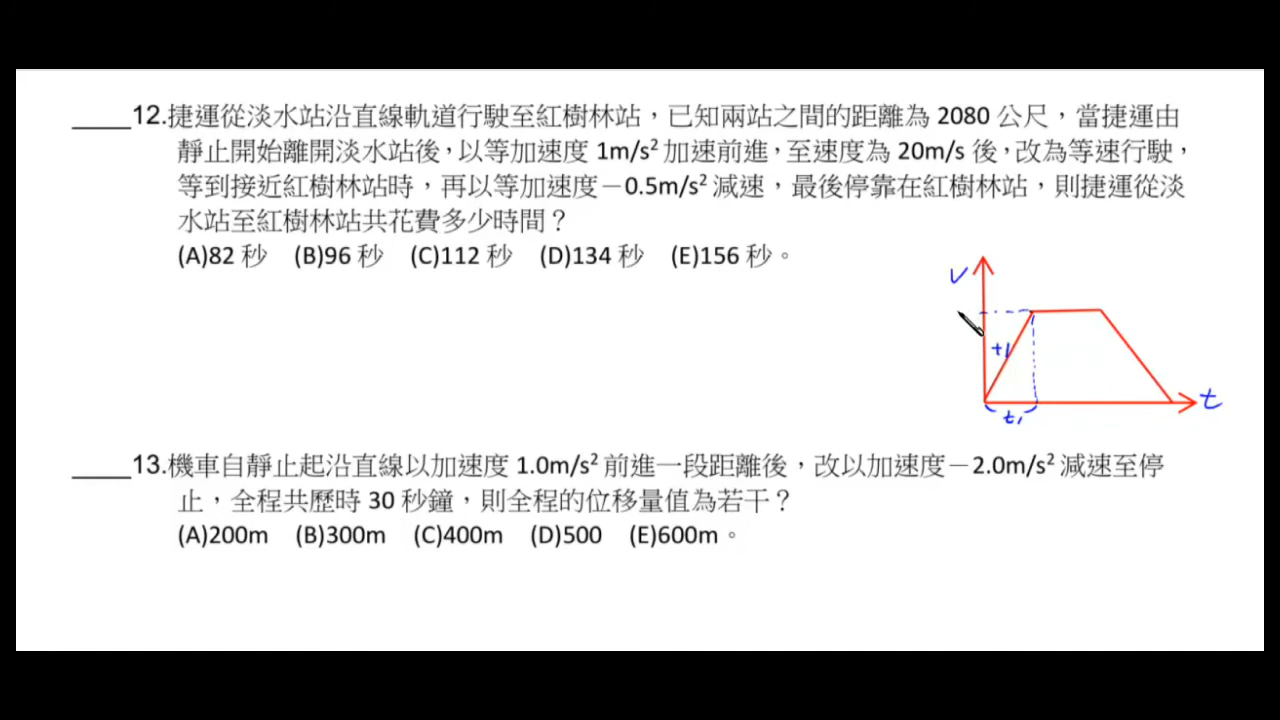 ____12.捷運從淡水站沿直線軌道行駛至紅樹林站，已知兩站之間的距離為 2080 公尺，當捷運由
靜止開始離開淡水站後，以等加速度 1m/s² 加速前進，至速度為 20m/s 後，改為等速行駛，
等到接近紅樹林站時，再以等加速度－0.5m/s² 減速，最後停靠在紅樹林站，則捷運從淡
水站至紅樹林站共花費多少時間？
(A)82 秒 (B)96 秒 (C)112 秒 (D)134 秒 (E)156 秒。
V
+1
t
t₁
____13.機車自靜止起沿直線以加速度 1.0m/s² 前進一段距離後，改以加速度－2.0m/s² 減速至停
止，全程共歷時 30 秒鐘，則全程的位移量值為若干？
(A)200m (B)300m (C)400m (D)500 (E)600m。